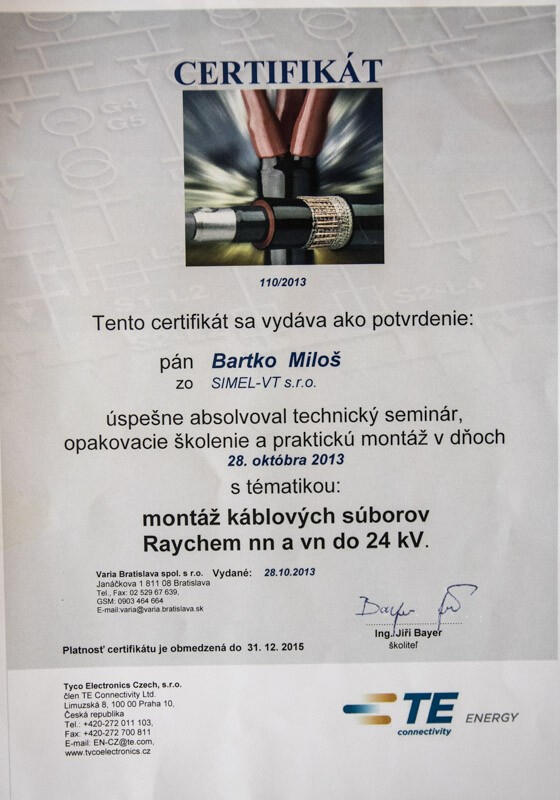 CERTIFIKÁT
G4
G5
110/2013
Tento certifikát sa vydáva ako potvrdenie:
pán Bartko Miloš
zo SIMEL-VT s.r.o.
úspešne absolvoval technický seminár,
opakovacie školenie a praktickú montáž v dňoch
28. októbra 2013
s tématikou:
montáž káblových súborov
Raychem nn a vn do 24 kV.
Varia Bratislava spol. s r.o. Vydané: 28.10.2013
Janáčkova 1 811 08 Bratislava
Tel., Fax: 02 529 67 639,
GSM: 0903 464 664
E-mail:varia@varia.bratislava.sk
Bayer
Ing. Jiří Bayer
školiteľ
Platnosť certifikátu je obmedzená do 31. 12. 2015
Tyco Electronics Czech, s.r.o.
člen TE Connectivity Ltd.
Limuzská 8, 100 00 Praha 10,
Česká republika
Tel.: +420-272 011 103,
Fax: +420-272 700 811
E-mail: EN-CZ@te.com,
www.tycoelectronics.cz
TE ENERGY
connectivity